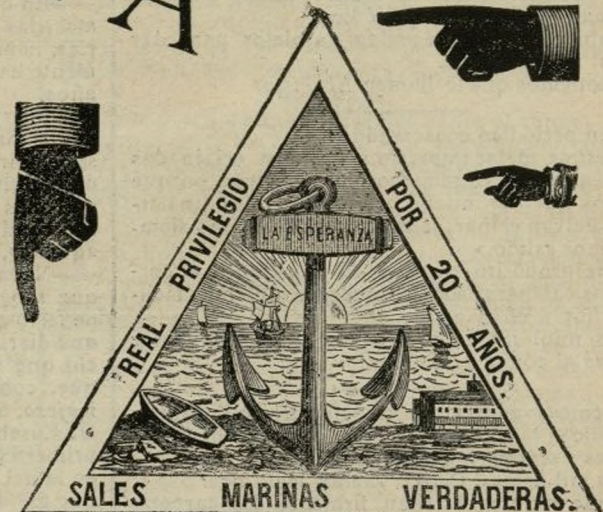 A
REAL PRIVILEGIO
POR 20 AÑOS.
LA ESPERANZA
SALES MARINAS VERDADERAS.